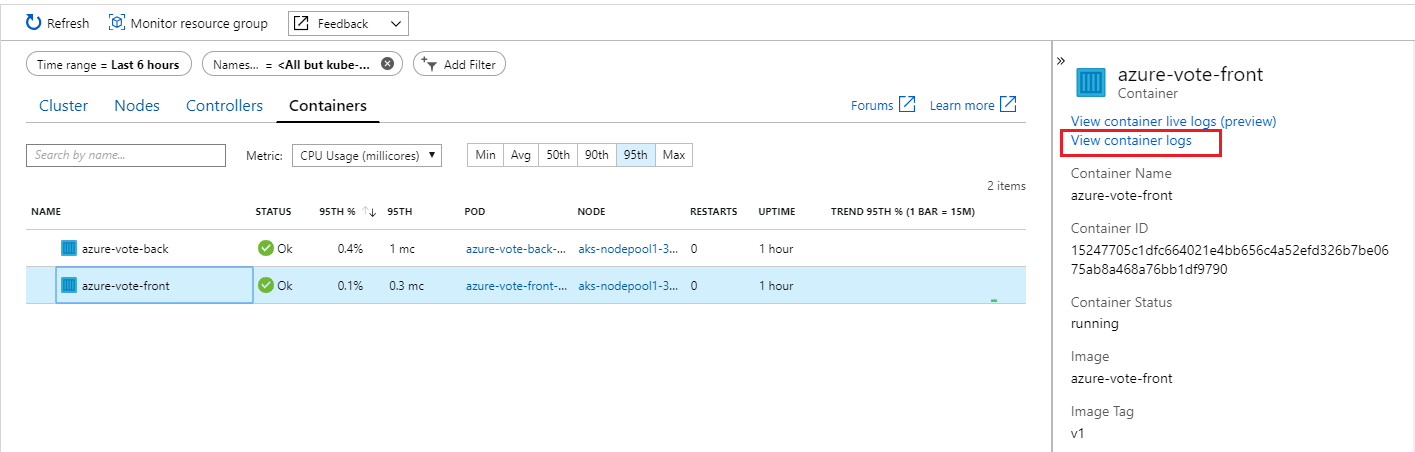 Refresh Monitor resource group Feedback
Time range = Last 6 hours Names... = <All but kube-... Add Filter
Cluster Nodes Controllers Containers Forums Learn more
Search by name... Metric: CPU Usage (millicores) Min Avg 50th 90th 95th Max
2 items
NAME STATUS 95TH % 95TH POD NODE RESTARTS UPTIME TREND 95TH % (1 BAR = 15M)
azure-vote-back Ok 0.4% 1 mc azure-vote-back-... aks-nodepool1-3... 0 1 hour
azure-vote-front Ok 0.1% 0.3 mc azure-vote-front-... aks-nodepool1-3... 0 1 hour
azure-vote-front
Container
View container live logs (preview)
View container logs
Container Name
azure-vote-front
Container ID
15247705c1dfc664021e4bb656c4a52efd326b7be06
75ab8a468a76bb1df9790
Container Status
running
Image
azure-vote-front
Image Tag
v1